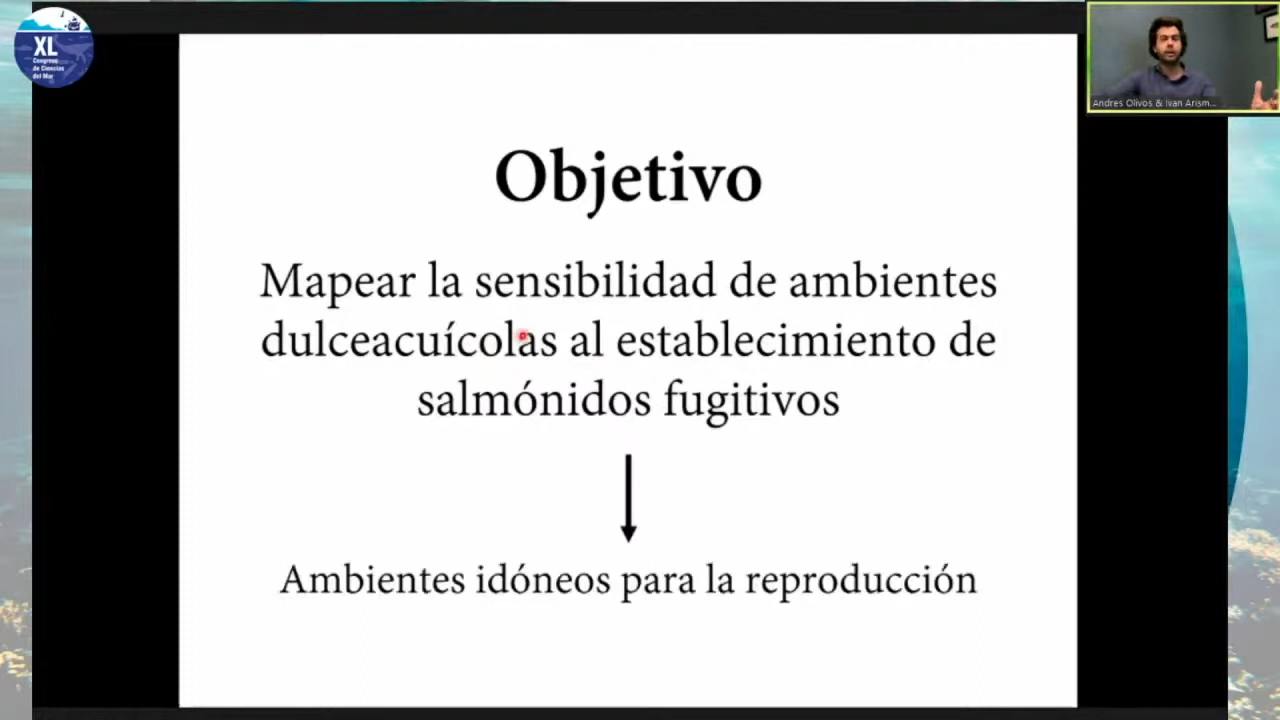 XL
Congreso
de Ciencias
del Mar
Andres Olivos & Ivan Arism...
Objetivo
Mapear la sensibilidad de ambientes
dulceacuícolas al establecimiento de
salmónidos fugitivos
Ambientes idóneos para la reproducción